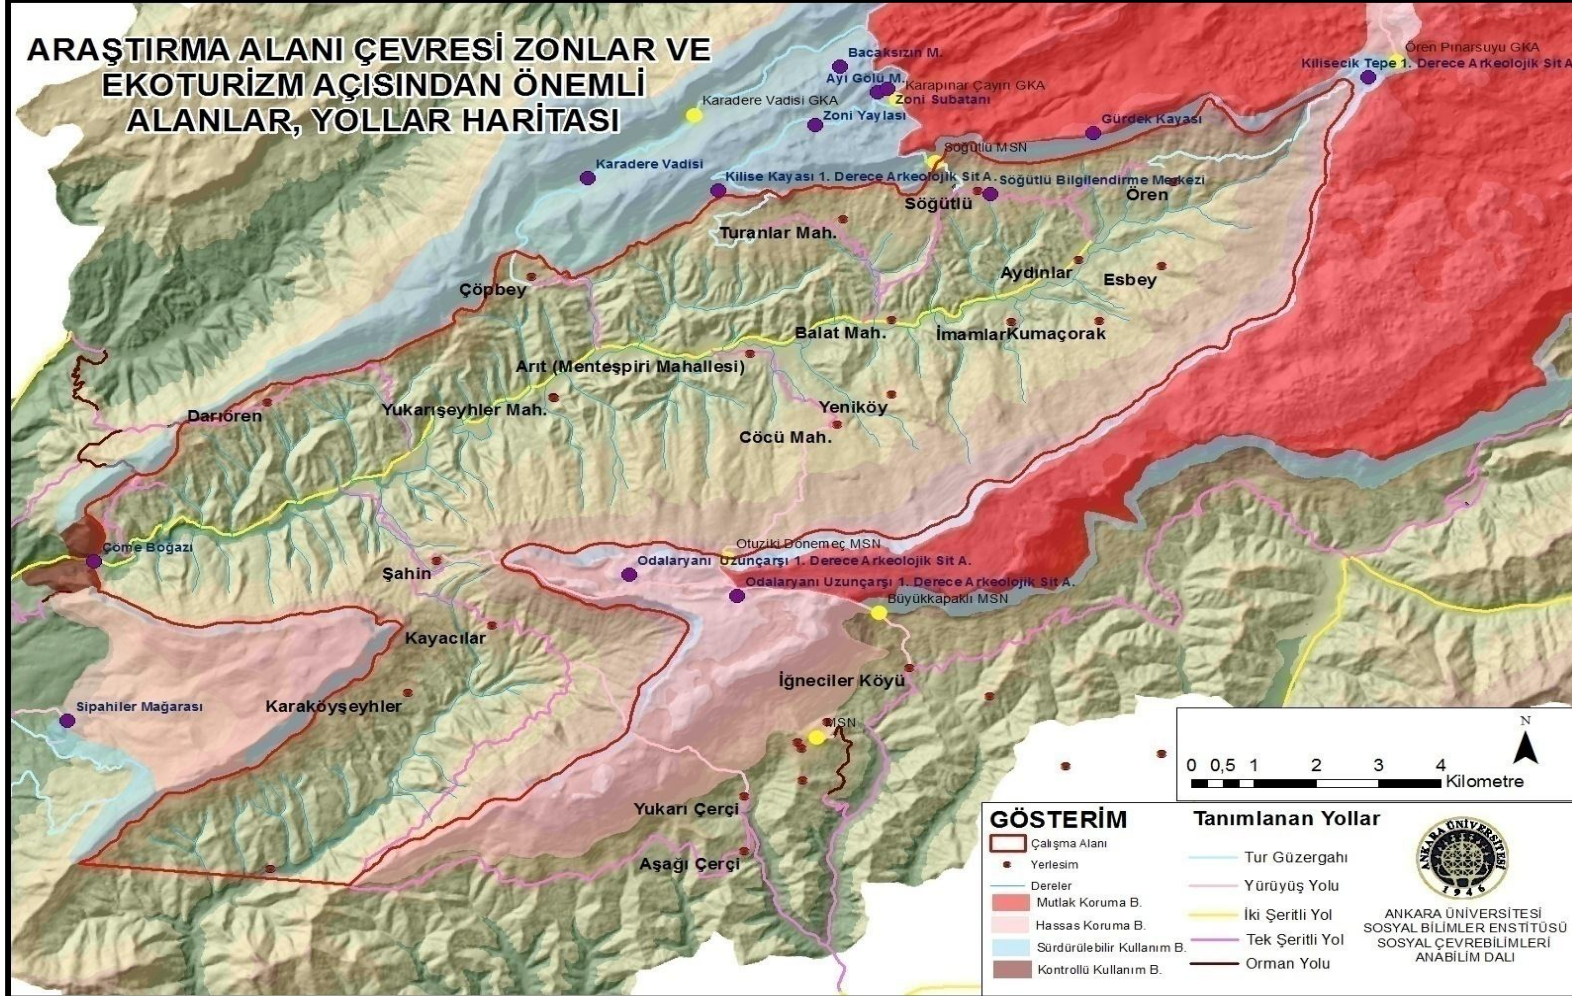 ARAŞTIRMA ALANI ÇEVRESİ ZONLAR VE
EKOTURİZM AÇISINDAN ÖNEMLİ
ALANLAR, YOLLAR HARİTASI
Bacaksızın M.
Ayı Gölü M.
Karapınar Çayırı GKA
Zoni Subatanı
Karadere Vadisi GKA
Zoni Yaylası
Ören Pınarsuyu GKA
Kilisecik Tepe 1. Derece Arkeolojik Sit A
Gürdek Kayası
Söğütlü MSN
Karadere Vadisi
Kilise Kayası 1. Derece Arkeolojik Sit A.
Söğütlü Bilgilendirme Merkezi
Söğütlü
Ören
Turanlar Mah.
Aydınlar
Esbey
Çöpbey
Balat Mah.
İmamlar
Kumaçorak
Arıt (Menteşpiri Mahallesi)
Darıören
Yukarışeyhler Mah.
Yeniköy
Cöcü Mah.
Çöme Boğazı
Otuziki Dönemeç MSN
Şahin
Odalaryanı Uzunçarşı 1. Derece Arkeolojik Sit A.
Odalaryanı Uzunçarşı 1. Derece Arkeolojik Sit A.
Büyükkapaklı MSN
Kayacılar
İğneciler Köyü
Karaköyşeyhler
Sipahiler Mağarası
MSN
Yukarı Çerçi
Aşağı Çerçi
N
0 0,5 1 2 3 4
Kilometre
GÖSTERİM
Çalışma Alanı
Yerlesim
Dereler
Mutlak Koruma B.
Hassas Koruma B.
Sürdürülebilir Kullanım B.
Kontrollü Kullanım B.
Tanımlanan Yollar
Tur Güzergahı
Yürüyüş Yolu
İki Şeritli Yol
Tek Şeritli Yol
Orman Yolu
ANKARA ÜNİVERSİTESİ
1946
ANKARA ÜNİVERSİTESİ
SOSYAL BİLİMLER ENSTİTÜSÜ
SOSYAL ÇEVREBİLİMLERİ
ANABİLİM DALI